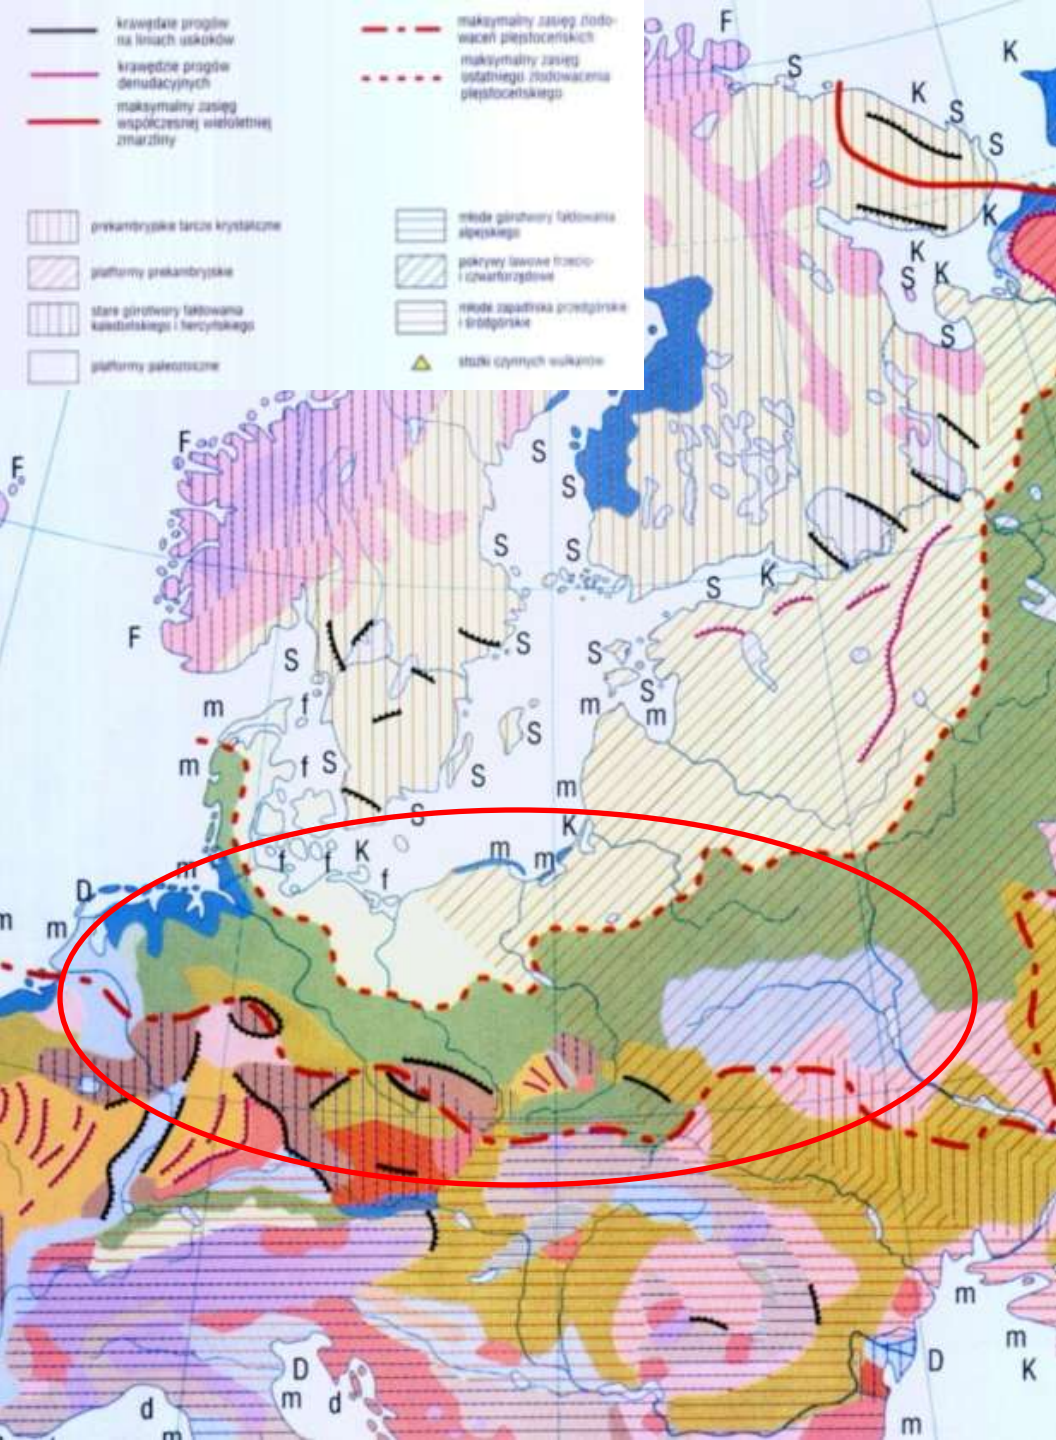 krawędzie progów
na liniach uskoków
krawędzie progów
denudacyjnych
maksymalny zasięg
współczesnej wieloletniej
zmarzliny
maksymalny zasięg zlodo-
waceń plejstoceńskich
maksymalny zasięg
ostatniego zlodowacenia
plejstoceńskiego
prekambryjskie tarcze krystaliczne
platformy prekambryjskie
stare górotwory fałdowania
kaledońskiego i hercyńskiego
platformy paleozoiczne
młode górotwory fałdowania
alpejskiego
pokrywy lawowe trzecio-
i czwartorzędowe
młode zapadliska przedgórskie
i śródgórskie
stożki czynnych wulkanów
F
S
K
K
S
S
K
K
S
K
S
F
F
S
S
S
S
S
K
F
S
S
S
S
m
f
m
m
S
m
f
S
S
m
S
K
m
m
f
f
K
f
m
D
m
m
m
D
m
K
D
m
d
d
m
m